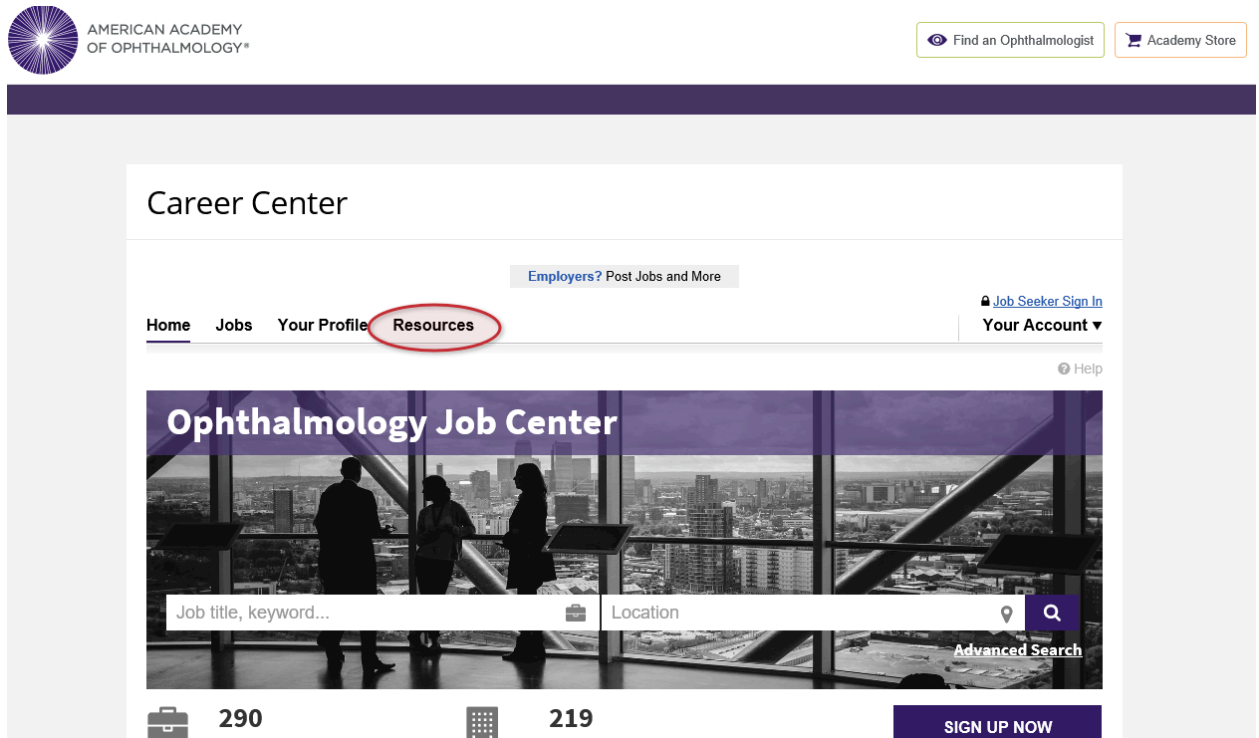 AMERICAN ACADEMY
OF OPHTHALMOLOGY®
Find an Ophthalmologist
Academy Store
Career Center
Employers? Post Jobs and More
Job Seeker Sign In
Home Jobs Your Profile Resources Your Account ▾
Help
Ophthalmology Job Center
Job title, keyword... Location
Advanced Search
290 219
SIGN UP NOW